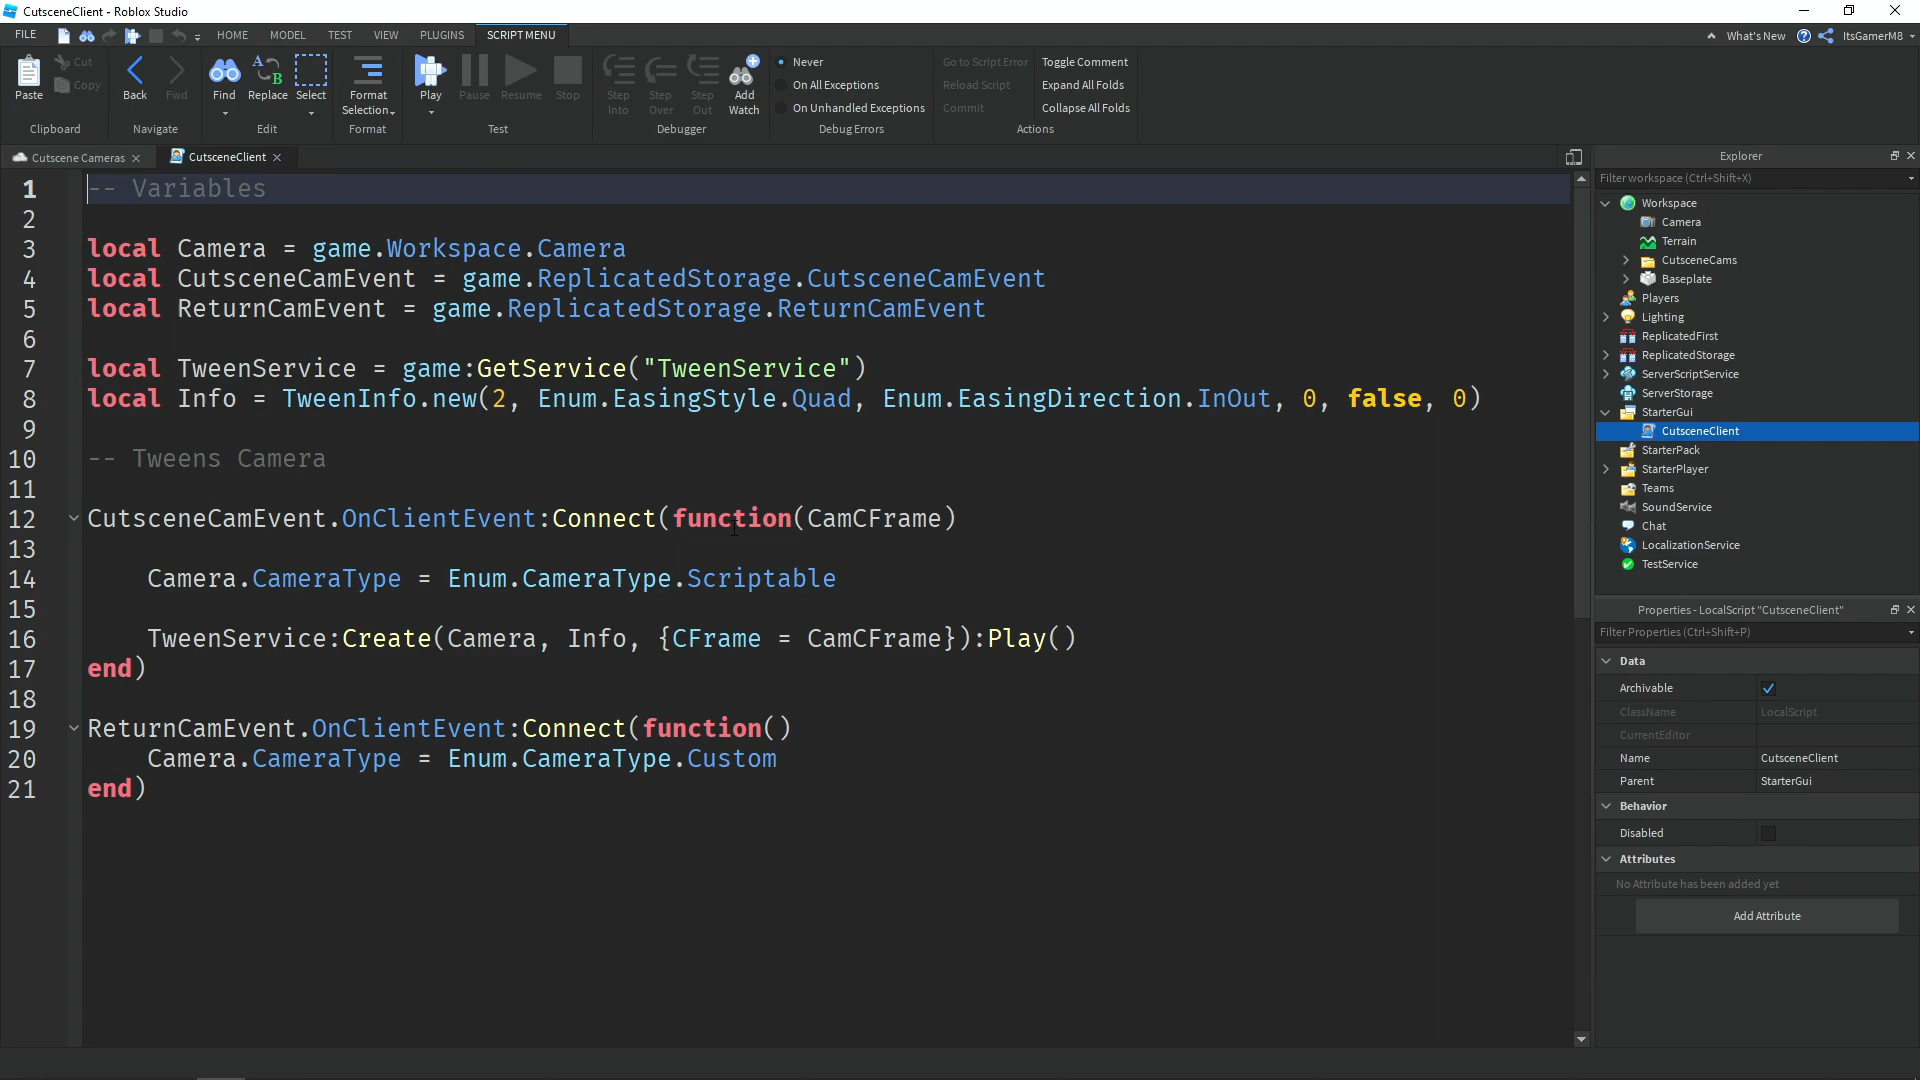 CutsceneClient - Roblox Studio
FILE HOME MODEL TEST VIEW PLUGINS SCRIPT MENU What's New ItsGamerM8
Paste Cut Copy Clipboard
Back Fwd Navigate
Find Replace Select Edit
Format Selection Format
Play Pause Resume Stop Test
Step Into Step Over Step Out Add Watch Debugger
Never
On All Exceptions
On Unhandled Exceptions
Debug Errors
Go to Script Error Toggle Comment
Reload Script Expand All Folds
Commit Collapse All Folds
Actions
Cutscene Cameras CutsceneClient
1 -- Variables
2
3 local Camera = game.Workspace.Camera
4 local CutsceneCamEvent = game.ReplicatedStorage.CutsceneCamEvent
5 local ReturnCamEvent = game.ReplicatedStorage.ReturnCamEvent
6
7 local TweenService = game:GetService("TweenService")
8 local Info = TweenInfo.new(2, Enum.EasingStyle.Quad, Enum.EasingDirection.InOut, 0, false, 0)
9
10 -- Tweens Camera
11
12 CutsceneCamEvent.OnClientEvent:Connect(function(CamCFrame)
13
14 Camera.CameraType = Enum.CameraType.Scriptable
15
16 TweenService:Create(Camera, Info, {CFrame = CamCFrame}):Play()
17 end)
18
19 ReturnCamEvent.OnClientEvent:Connect(function()
20 Camera.CameraType = Enum.CameraType.Custom
21 end)
Explorer
Filter workspace (Ctrl+Shift+X)
Workspace
Camera
Terrain
CutsceneCams
Baseplate
Players
Lighting
ReplicatedFirst
ReplicatedStorage
ServerScriptService
ServerStorage
StarterGui
CutsceneClient
StarterPack
StarterPlayer
Teams
SoundService
Chat
LocalizationService
TestService
Properties - LocalScript "CutsceneClient"
Filter Properties (Ctrl+Shift+P)
Data
Archivable
ClassName LocalScript
CurrentEditor
Name CutsceneClient
Parent StarterGui
Behavior
Disabled
Attributes
No Attribute has been added yet
Add Attribute